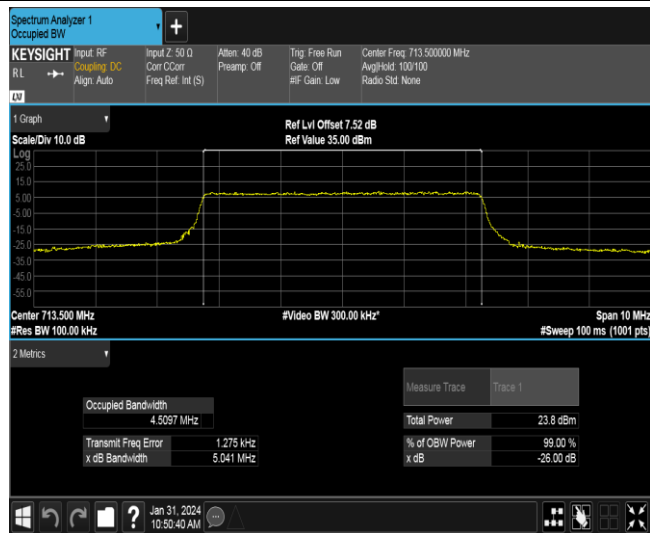 Spectrum Analyzer 1
Occupied BW
+
KEYSIGHT
R L
LXI
Input: RF
Coupling: DC
Align: Auto
Input Z: 50 Ω
Corr CCorr
Freq Ref: Int (S)
Atten: 40 dB
Preamp: Off
Trig: Free Run
Gate: Off
#IF Gain: Low
Center Freq: 713.500000 MHz
Avg|Hold: 100/100
Radio Std: None
1 Graph
Scale/Div 10.0 dB
Ref Lvl Offset 7.52 dB
Ref Value 35.00 dBm
Log
25.0
15.0
5.00
-5.00
-15.0
-25.0
-35.0
-45.0
-55.0
Center 713.500 MHz
#Res BW 100.00 kHz
#Video BW 300.00 kHz*
Span 10 MHz
#Sweep 100 ms (1001 pts)
2 Metrics
Measure Trace Trace 1
Occupied Bandwidth
4.5097 MHz
Total Power 23.8 dBm
Transmit Freq Error 1.275 kHz
% of OBW Power 99.00 %
x dB Bandwidth 5.041 MHz
x dB -26.00 dB
?
Jan 31, 2024
10:50:40 AM